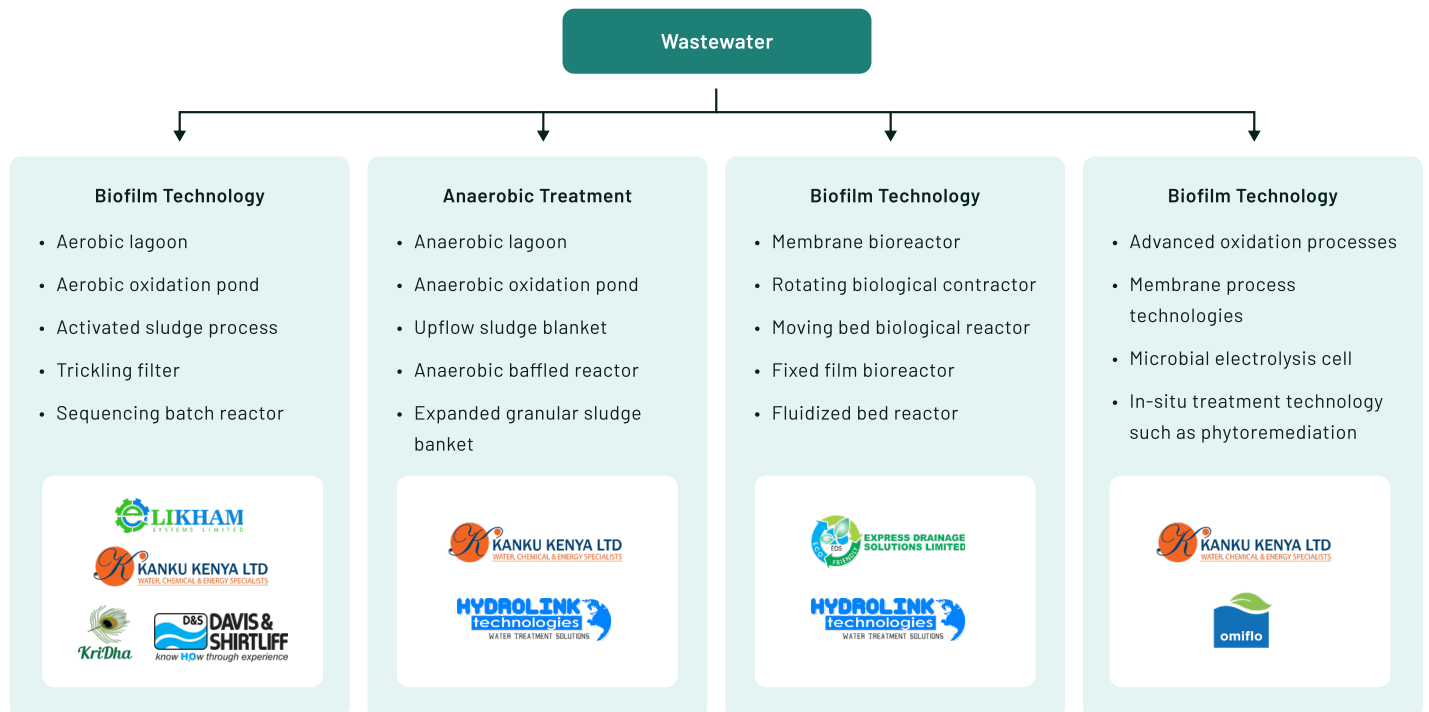 Wastewater
Biofilm Technology
• Aerobic lagoon
• Aerobic oxidation pond
• Activated sludge process
• Trickling filter
• Sequencing batch reactor
eLIKHAM
SYSTEMS LIMITED
KANKU KENYA LTD
WATER, CHEMICAL & ENERGY SPECIALISTS
KriDha
D&S DAVIS &
SHIRTLIFF
know H2Ow through experience
Anaerobic Treatment
• Anaerobic lagoon
• Anaerobic oxidation pond
• Upflow sludge blanket
• Anaerobic baffled reactor
• Expanded granular sludge
banket
K KANKU KENYA LTD
WATER, CHEMICAL & ENERGY SPECIALISTS
HYDROLINK
technologies
WATER TREATMENT SOLUTIONS
Biofilm Technology
• Membrane bioreactor
• Rotating biological contractor
• Moving bed biological reactor
• Fixed film bioreactor
• Fluidized bed reactor
ECO FRIENDLY
EDS
EXPRESS DRAINAGE
SOLUTIONS LIMITED
HYDROLINK
technologies
WATER TREATMENT SOLUTIONS
Biofilm Technology
• Advanced oxidation processes
• Membrane process
technologies
• Microbial electrolysis cell
• In-situ treatment technology
such as phytoremediation
K KANKU KENYA LTD
WATER, CHEMICAL & ENERGY SPECIALISTS
omiflo